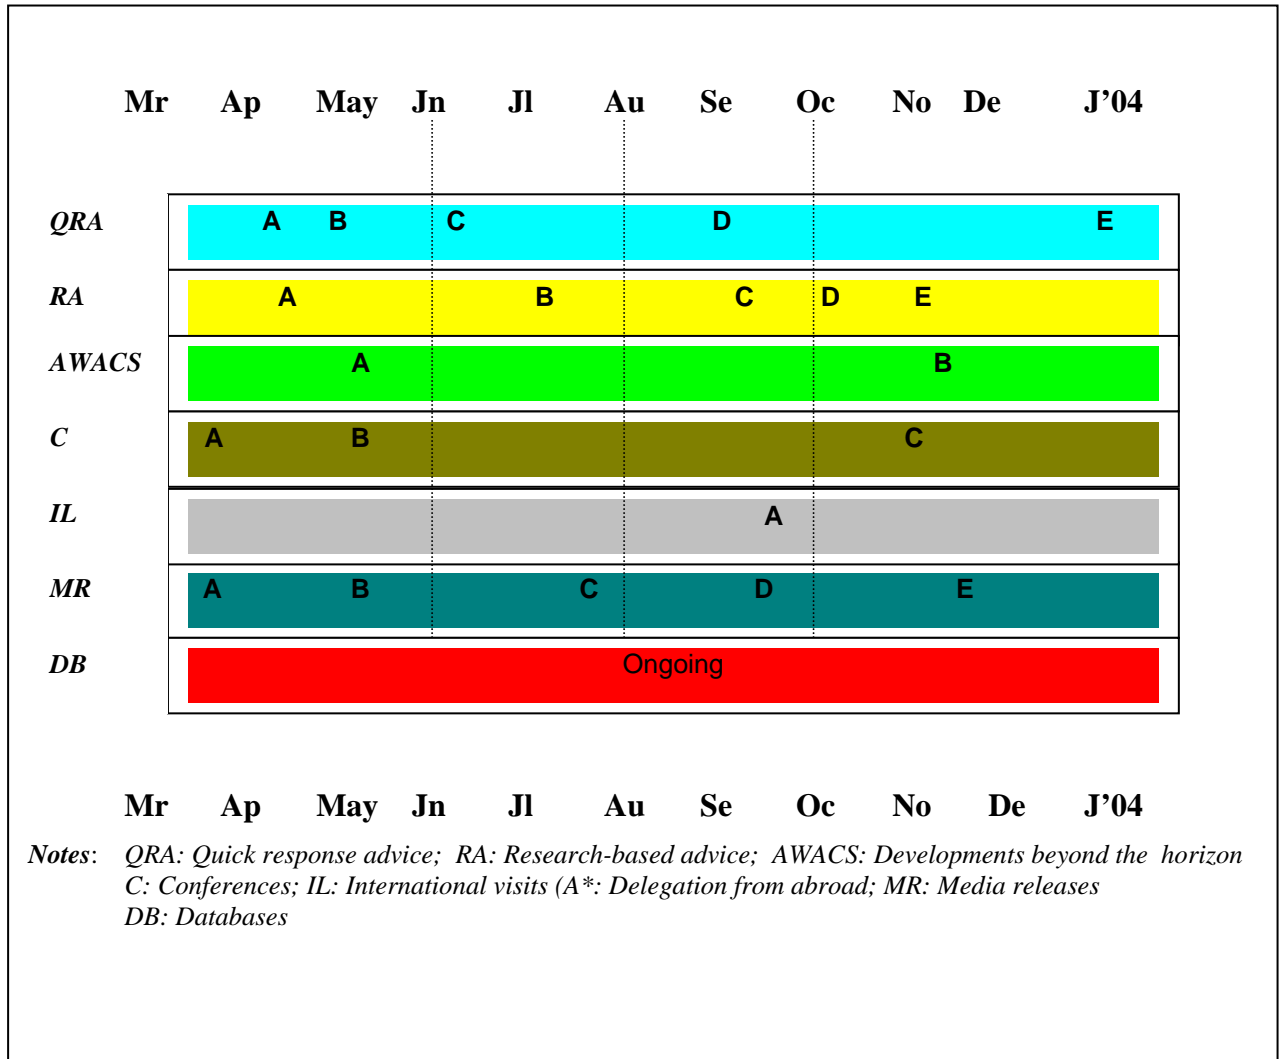 Mr Ap May Jn Jl Au Se Oc No De J’04
QRA A B C D E
RA A B C D E
AWACS A B
C A B C
IL A
MR A B C D E
DB Ongoing
Mr Ap May Jn Jl Au Se Oc No De J’04
Notes: QRA: Quick response advice; RA: Research-based advice; AWACS: Developments beyond the horizon
C: Conferences; IL: International visits (A*: Delegation from abroad; MR: Media releases
DB: Databases